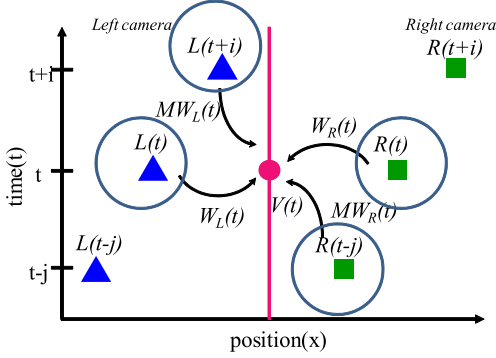 Left camera
Right camera
L(t+i)
R(t+i)
t+i
MW_L(t)
W_R(t)
L(t)
R(t)
time(t)
t
W_L(t)
V(t)
MW_R(t)
L(t-j)
R(t-j)
t-j
position(x)